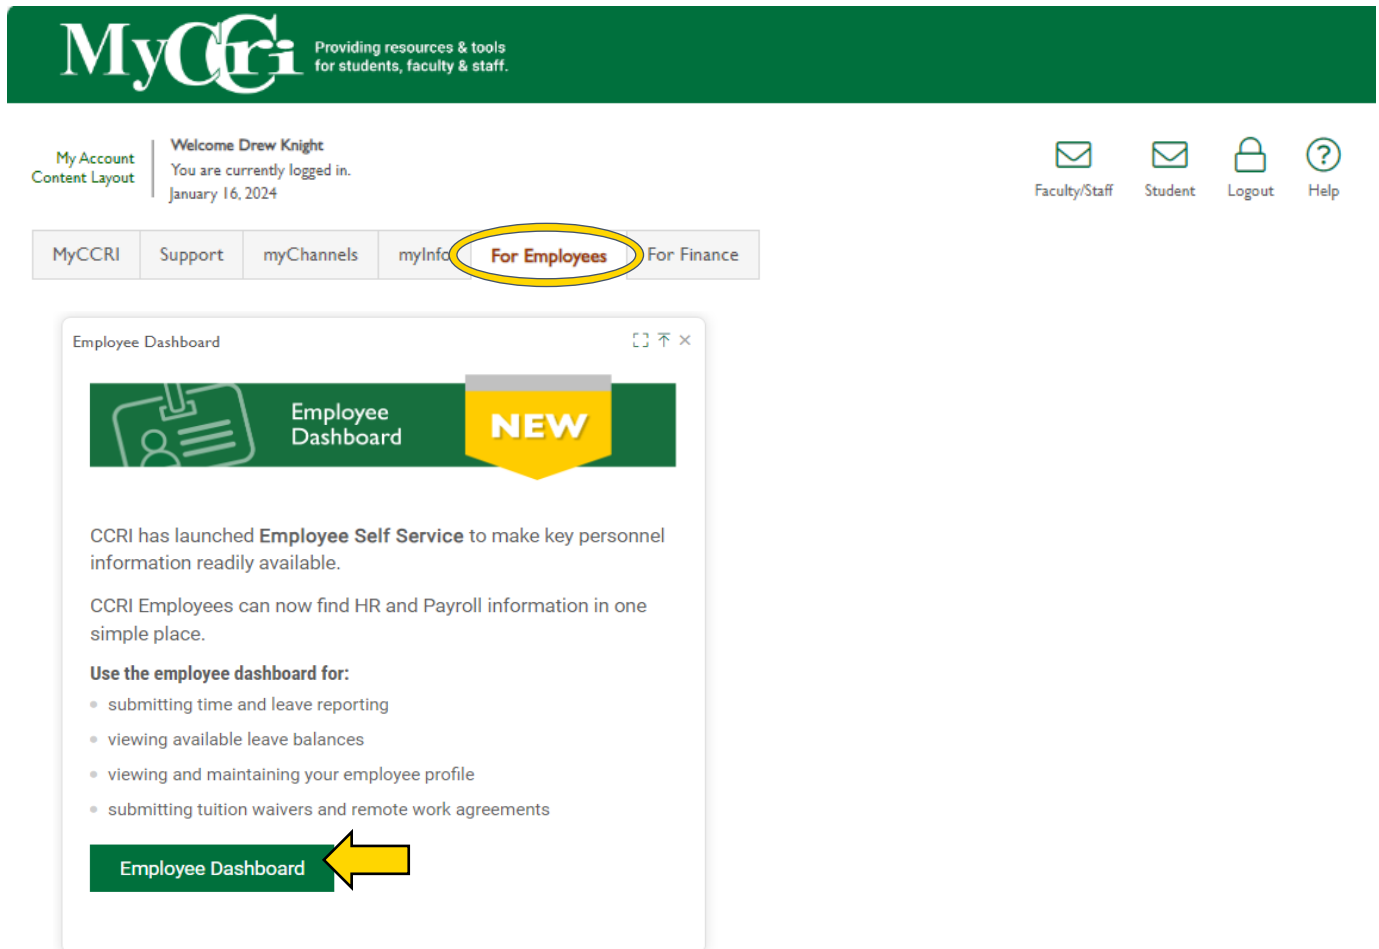 MyCCRI
Providing resources & tools
for students, faculty & staff.
My Account
Content Layout
Welcome Drew Knight
You are currently logged in.
January 16, 2024
Faculty/Staff
Student
Logout
Help
MyCCRI
Support
myChannels
myInfo
For Employees
For Finance
Employee Dashboard
Employee
Dashboard
NEW
CCRI has launched Employee Self Service to make key personnel
information readily available.
CCRI Employees can now find HR and Payroll information in one
simple place.
Use the employee dashboard for:
submitting time and leave reporting
viewing available leave balances
viewing and maintaining your employee profile
submitting tuition waivers and remote work agreements
Employee Dashboard